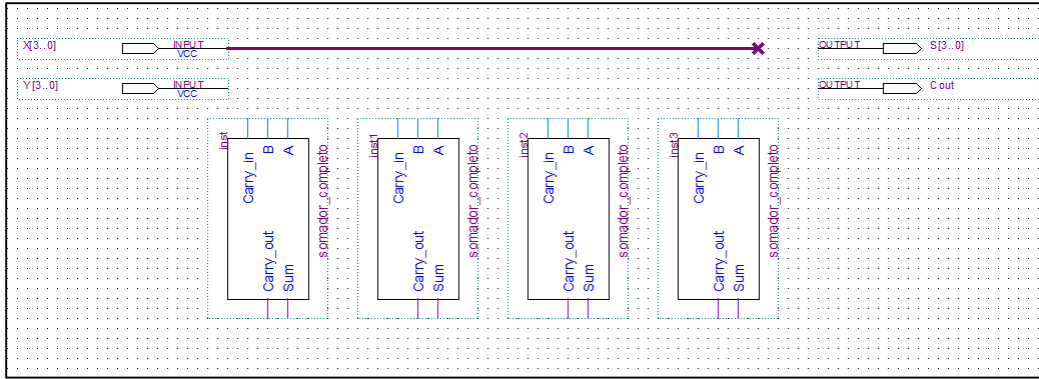 X[3..0] INPUT VCC OUTPUT S[3..0]
Y[3..0] INPUT VCC OUTPUT Cout
inst Carry_in B A Carry_out Sum somador_completo
inst1 Carry_in B A Carry_out Sum somador_completo
inst2 Carry_in B A Carry_out Sum somador_completo
inst3 Carry_in B A Carry_out Sum somador_completo